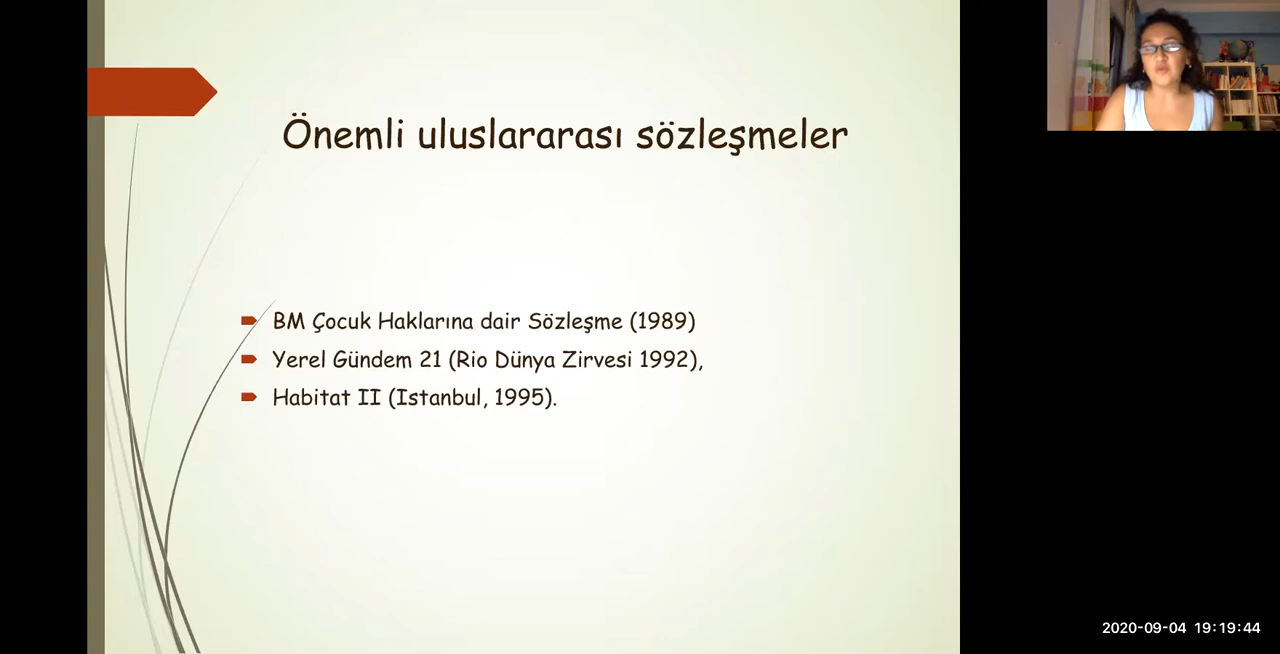 Önemli uluslararası sözleşmeler
BM Çocuk Haklarına dair Sözleşme (1989)
Yerel Gündem 21 (Rio Dünya Zirvesi 1992),
Habitat II (Istanbul, 1995).
2020-09-04 19:19:44